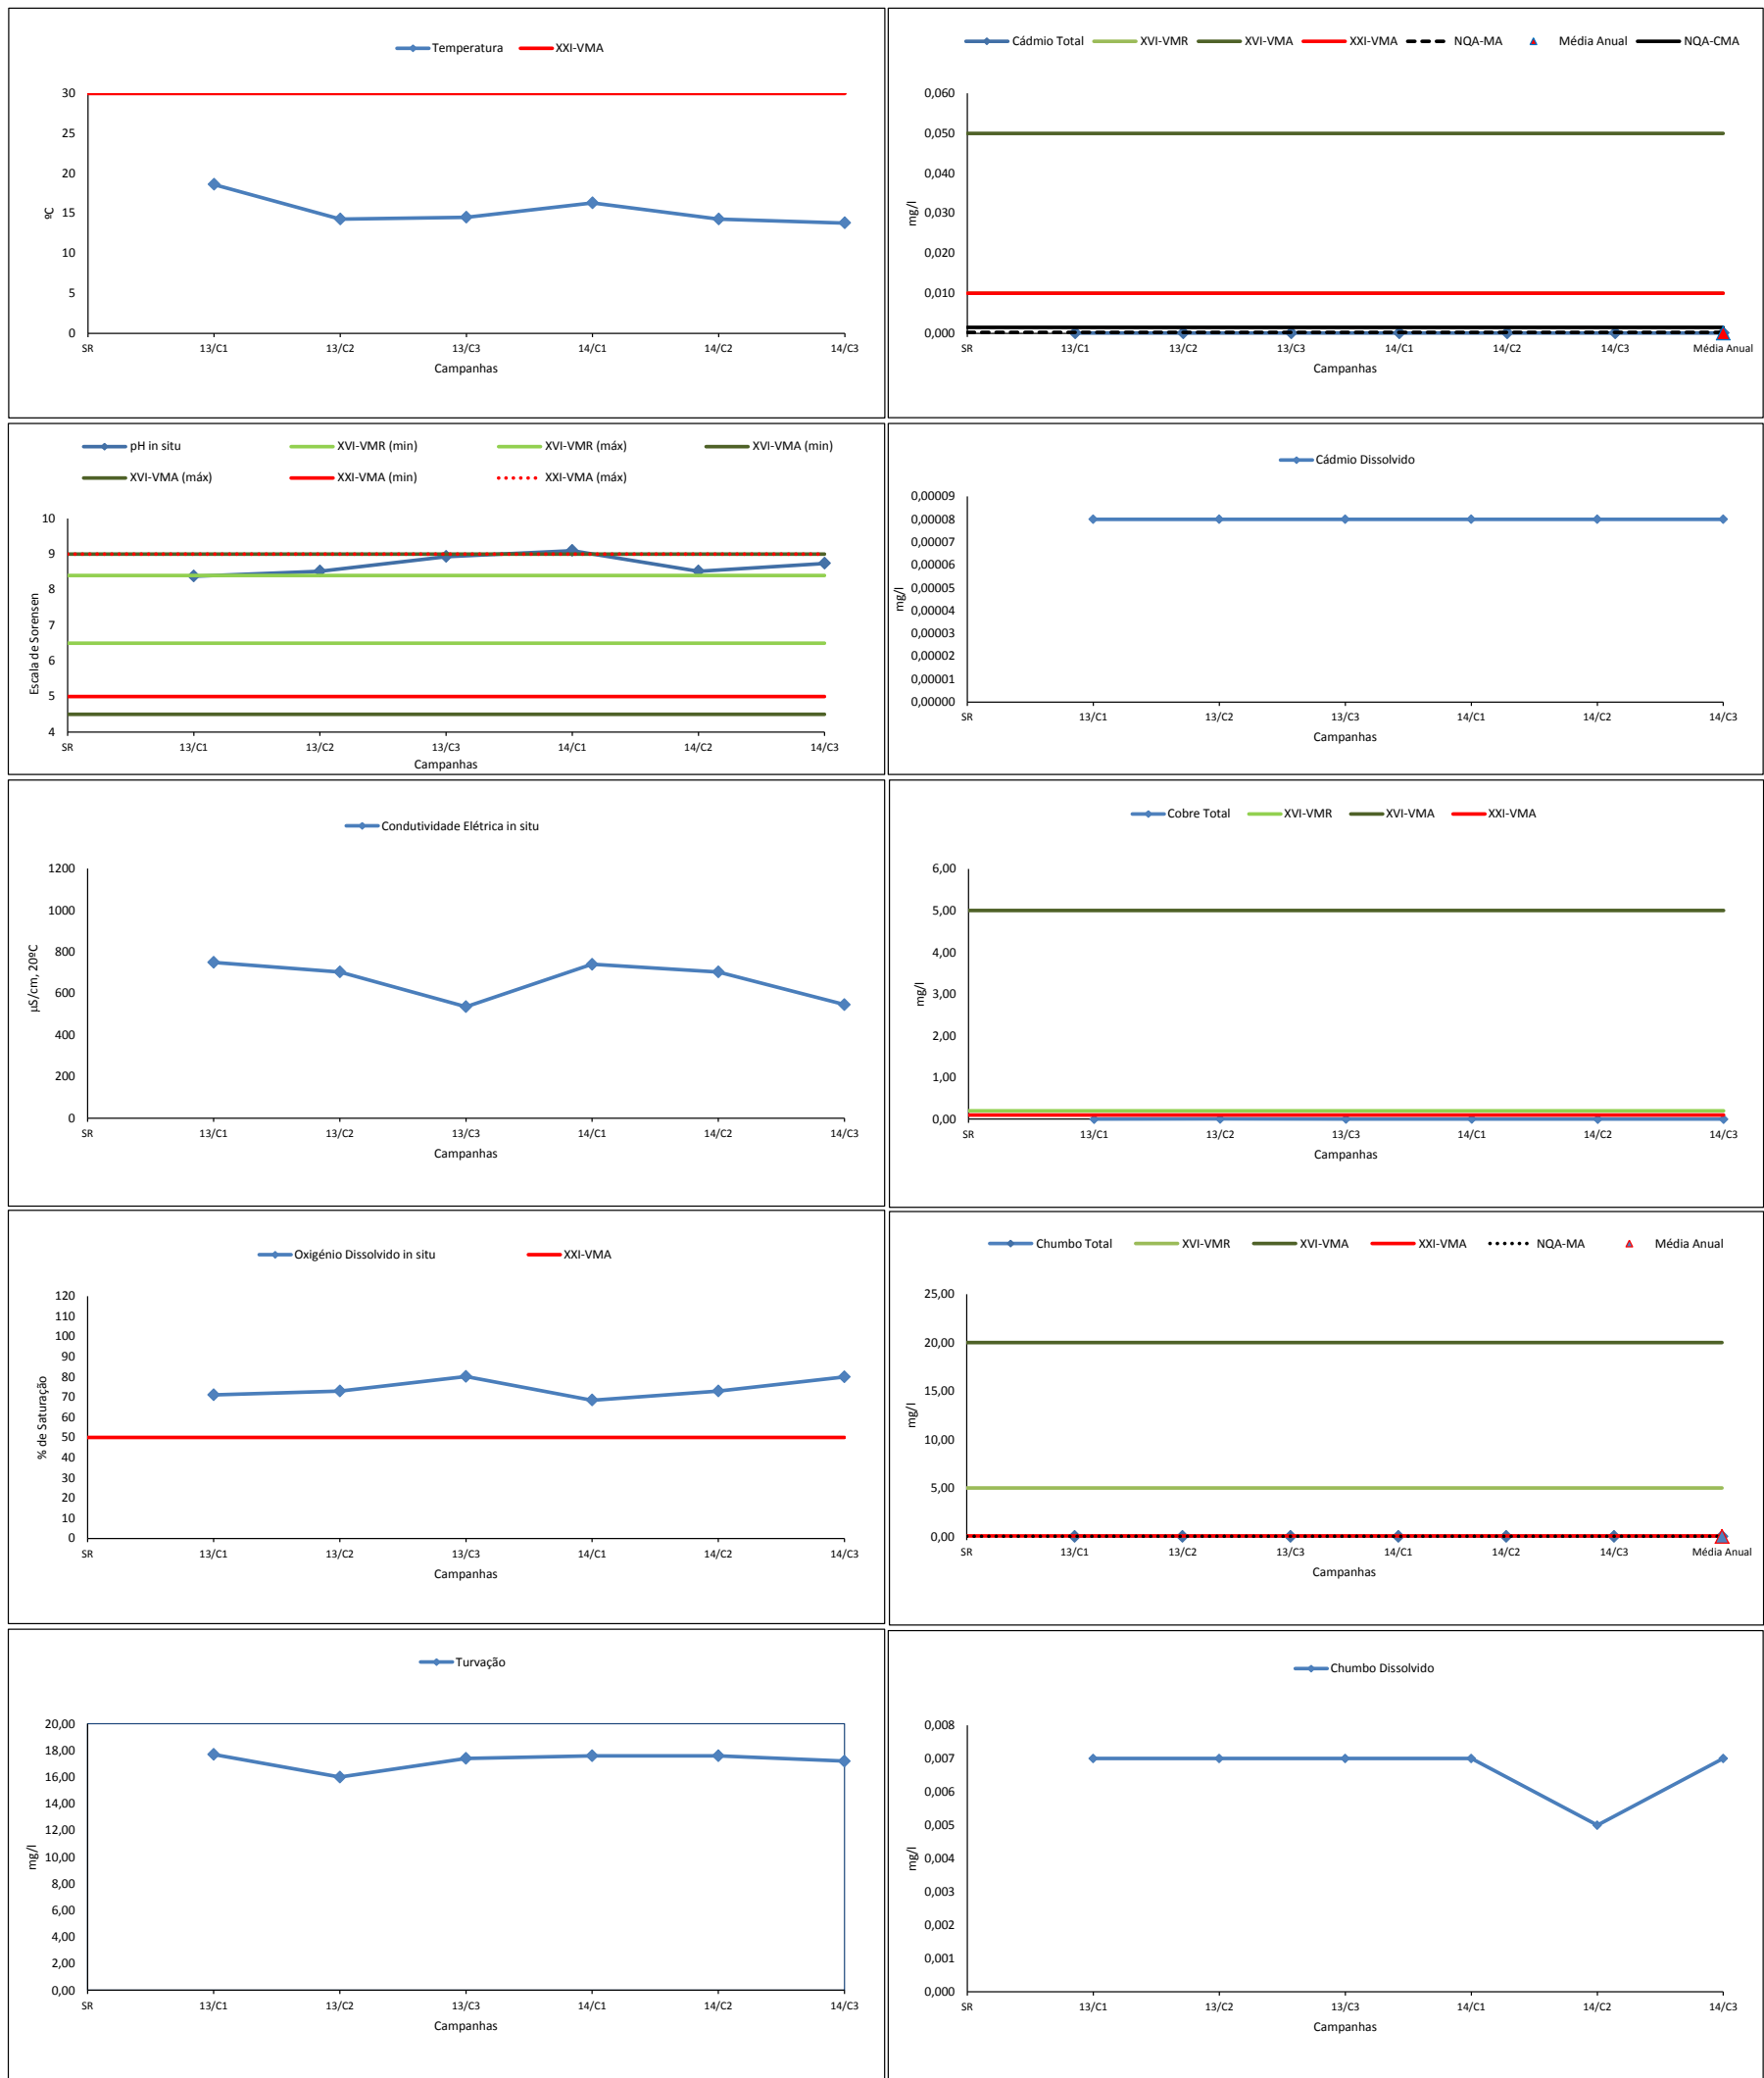 Temperatura XXI-VMA
30
25
20
15
10
5
0
ºC
SR 13/C1 13/C2 13/C3 14/C1 14/C2 14/C3
Campanhas
Cádmio Total XVI-VMR XVI-VMA XXI-VMA NQA-MA Média Anual NQA-CMA
0,060
0,050
0,040
0,030
0,020
0,010
0,000
mg/l
SR 13/C1 13/C2 13/C3 14/C1 14/C2 14/C3 Média Anual
Campanhas
pH in situ XVI-VMR (min) XVI-VMR (máx) XVI-VMA (min)
XVI-VMA (máx) XXI-VMA (min) XXI-VMA (máx)
10
9
8
7
6
5
4
Escala de Sorensen
SR 13/C1 13/C2 13/C3 14/C1 14/C2 14/C3
Campanhas
Cádmio Dissolvido
0,00009
0,00008
0,00007
0,00006
0,00005
0,00004
0,00003
0,00002
0,00001
0,00000
mg/l
SR 13/C1 13/C2 13/C3 14/C1 14/C2 14/C3
Campanhas
Condutividade Elétrica in situ
1200
1000
800
600
400
200
0
µS/cm, 20ºC
SR 13/C1 13/C2 13/C3 14/C1 14/C2 14/C3
Campanhas
Cobre Total XVI-VMR XVI-VMA XXI-VMA
6,00
5,00
4,00
3,00
2,00
1,00
0,00
mg/l
SR 13/C1 13/C2 13/C3 14/C1 14/C2 14/C3
Campanhas
Oxigénio Dissolvido in situ XXI-VMA
120
110
100
90
80
70
60
50
40
30
20
10
0
% de Saturação
SR 13/C1 13/C2 13/C3 14/C1 14/C2 14/C3
Campanhas
Chumbo Total XVI-VMR XVI-VMA XXI-VMA NQA-MA Média Anual
25,00
20,00
15,00
10,00
5,00
0,00
mg/l
SR 13/C1 13/C2 13/C3 14/C1 14/C2 14/C3 Média Anual
Campanhas
Turvação
20,00
18,00
16,00
14,00
12,00
10,00
8,00
6,00
4,00
2,00
0,00
mg/l
SR 13/C1 13/C2 13/C3 14/C1 14/C2 14/C3
Campanhas
Chumbo Dissolvido
0,008
0,007
0,006
0,005
0,004
0,003
0,002
0,001
0,000
mg/l
SR 13/C1 13/C2 13/C3 14/C1 14/C2 14/C3
Campanhas